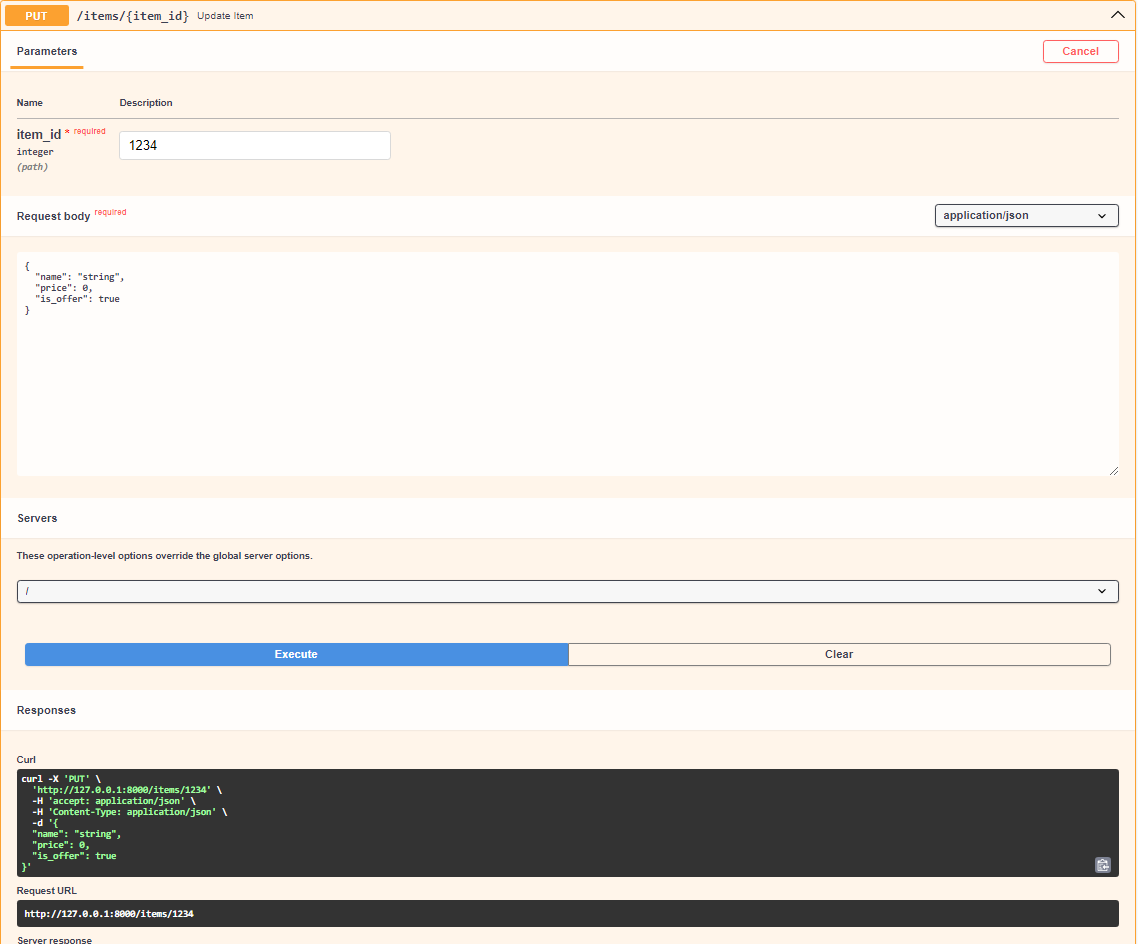 PUT /items/{item_id} Update Item
Parameters
Cancel
Name Description
item_id * required
integer
(path)
1234
Request body required
application/json
{
  "name": "string",
  "price": 0,
  "is_offer": true
}
Servers
These operation-level options override the global server options.
/
Execute Clear
Responses
Curl
curl -X 'PUT' \
  'http://127.0.0.1:8000/items/1234' \
  -H 'accept: application/json' \
  -H 'Content-Type: application/json' \
  -d '{
  "name": "string",
  "price": 0,
  "is_offer": true
}'
Request URL
http://127.0.0.1:8000/items/1234
Server response